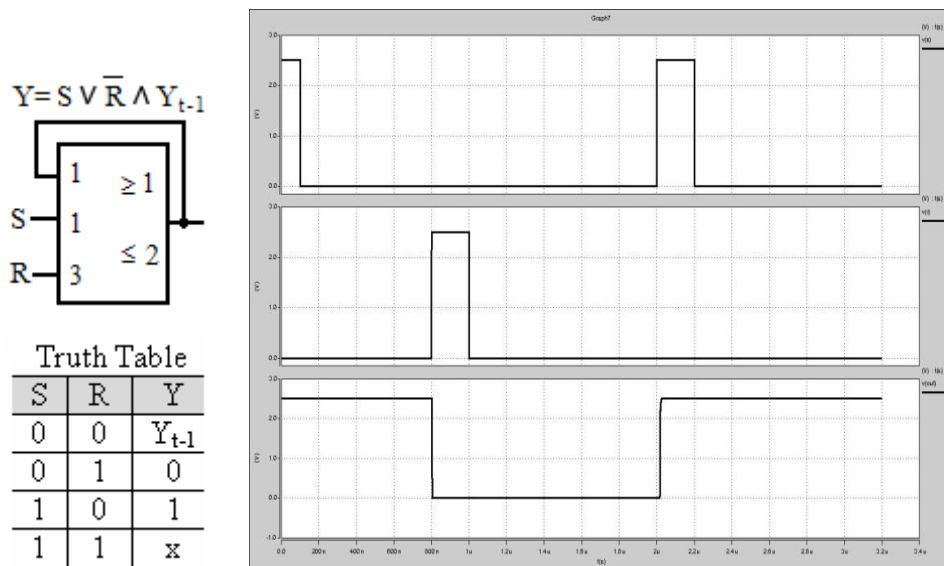 Y= S ∨ R̅ ∧ Yt-1
1
≥ 1
S
1
≤ 2
R
3
Truth Table
S R Y
0 0 Yt-1
0 1 0
1 0 1
1 1 x
Graph7
(V) : t(s)
v(s)
3.0
2.0
(V)
1.0
0.0
(V) : t(s)
3.0
2.0
(V)
1.0
0.0
(V) : t(s)
v(out)
3.0
2.0
(V)
1.0
0.0
-1.0
0.0 200n 400n 600n 800n 1u 1.2u 1.4u 1.6u 1.8u 2u 2.2u 2.4u 2.6u 2.8u 3u 3.2u 3.4u
t(s)